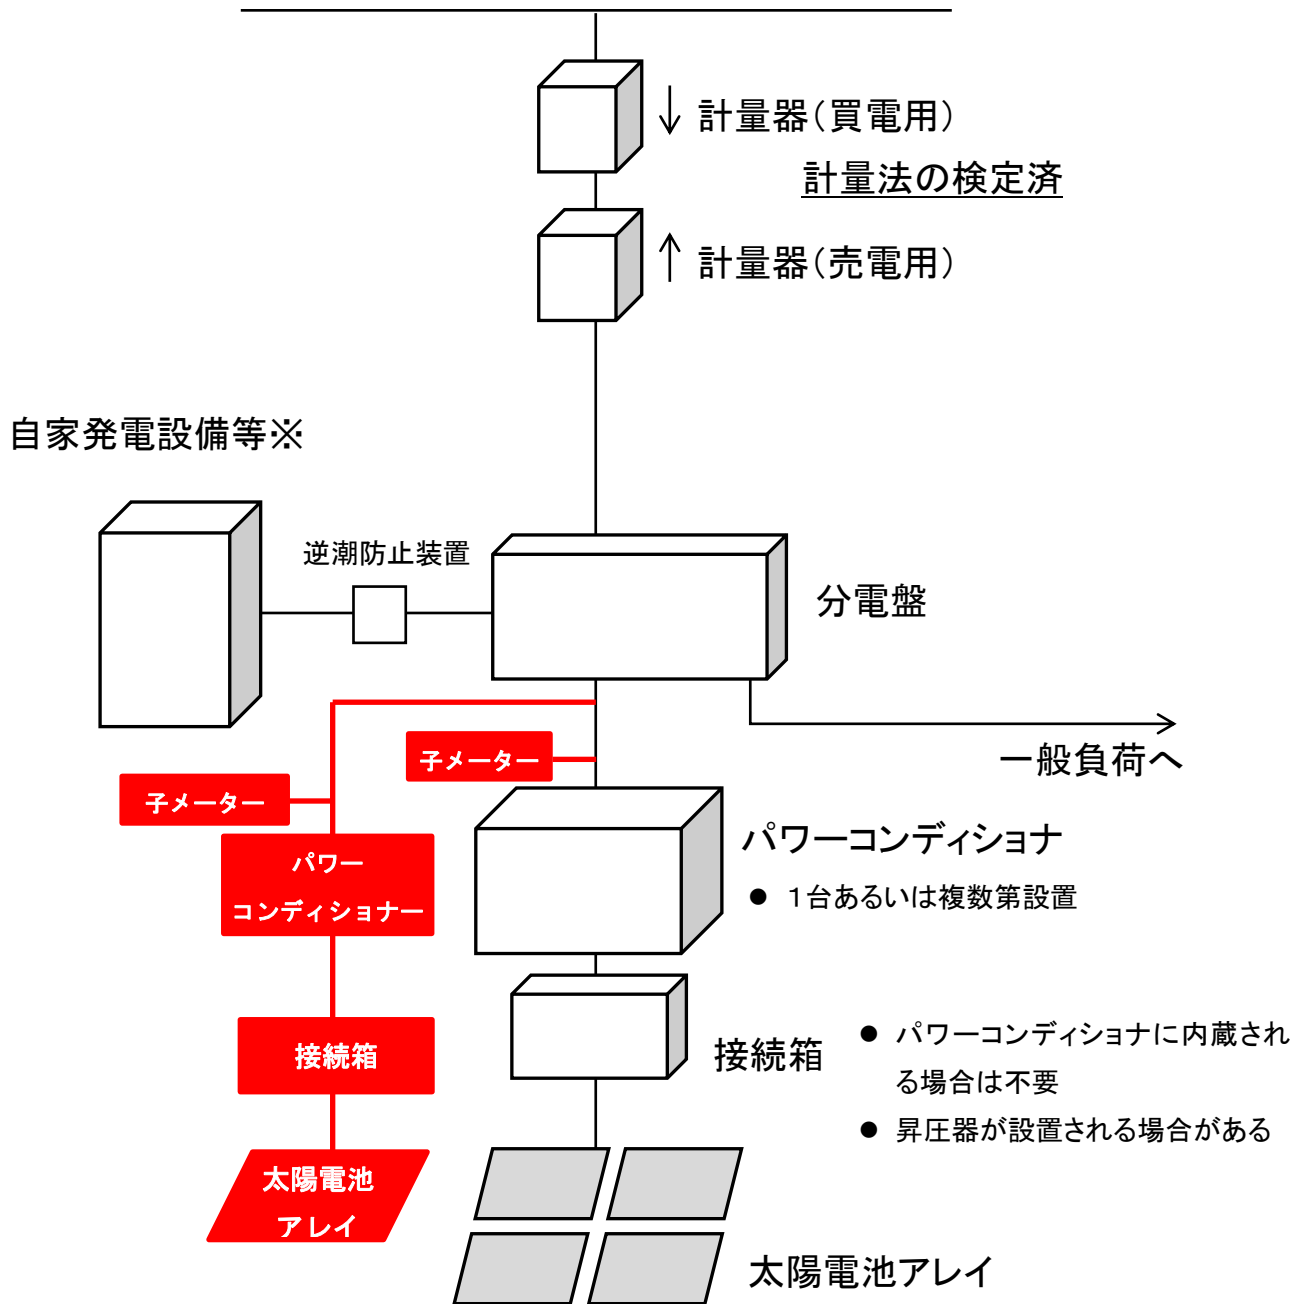 計量器（買電用）
計量法の検定済
計量器（売電用）
自家発電設備等※
逆潮防止装置
分電盤
一般負荷へ
子メーター
子メーター
パワー
コンディショナー
パワーコンディショナ
● 1台あるいは複数第設置
接続箱
接続箱
● パワーコンディショナに内蔵され
る場合は不要
● 昇圧器が設置される場合がある
太陽電池
アレイ
太陽電池アレイ